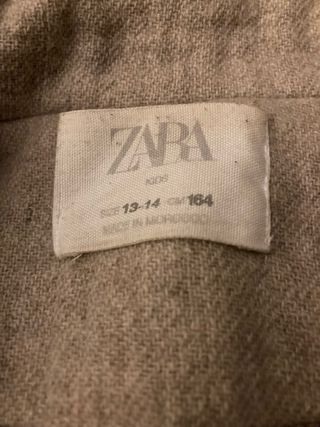 ZARA
KIDS
SIZE 13-14 CM 164
MADE IN MOROCCO